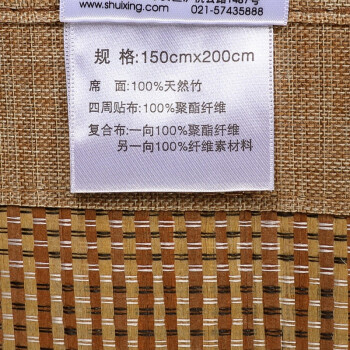 www.shuixing.com
021-57435888
规 格:150cmx200cm
席 面:100%天然竹
四周贴布:100%聚酯纤维
复合布:一向100%聚酯纤维
另一向100%纤维素材料